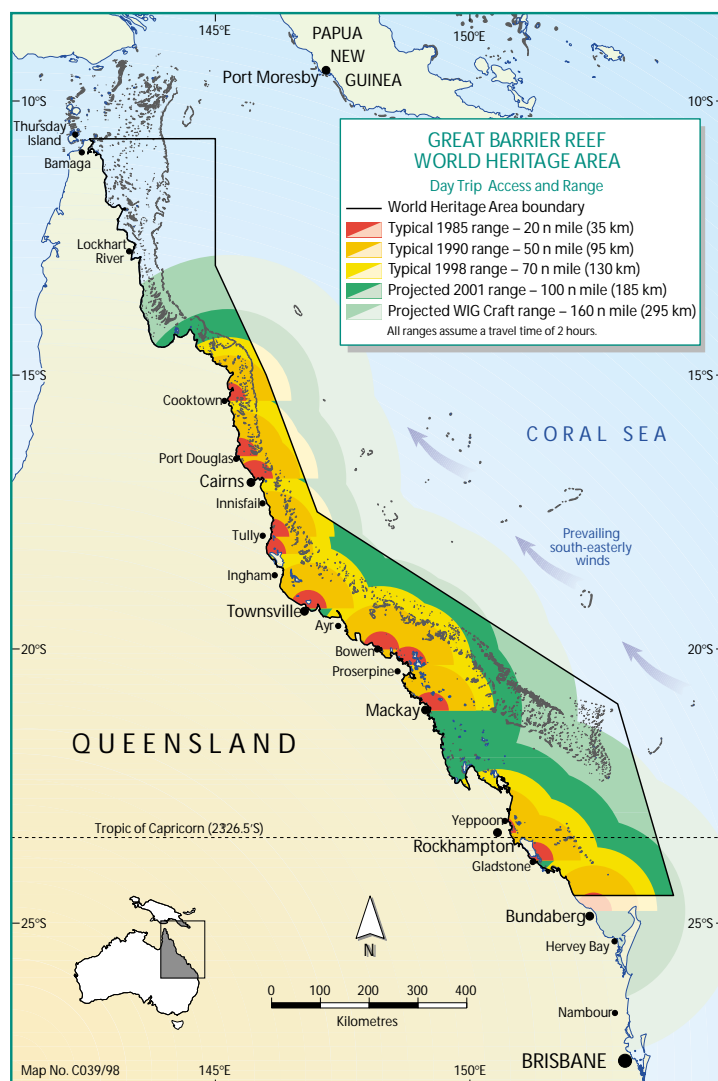 145°E
150°E
PAPUA
NEW
GUINEA
Port Moresby
10°S
10°S
Thursday
Island
Bamaga
GREAT BARRIER REEF
WORLD HERITAGE AREA
Day Trip Access and Range
World Heritage Area boundary
Typical 1985 range – 20 n mile (35 km)
Typical 1990 range – 50 n mile (95 km)
Typical 1998 range – 70 n mile (130 km)
Projected 2001 range – 100 n mile (185 km)
Projected WIG Craft range – 160 n mile (295 km)
All ranges assume a travel time of 2 hours.
Lockhart
River
15°S
15°S
Cooktown
CORAL SEA
Port Douglas
Cairns
Innisfail
Tully
Prevailing
south-easterly
winds
Ingham
Townsville
Ayr
20°S
20°S
Bowen
Proserpine
Mackay
QUEENSLAND
Yeppoon
Tropic of Capricorn (2326.5'S)
Rockhampton
Gladstone
25°S
25°S
Bundaberg
Hervey Bay
N
0 100 200 300 400
Kilometres
Nambour
BRISBANE
Map No. C039/98
145°E
150°E